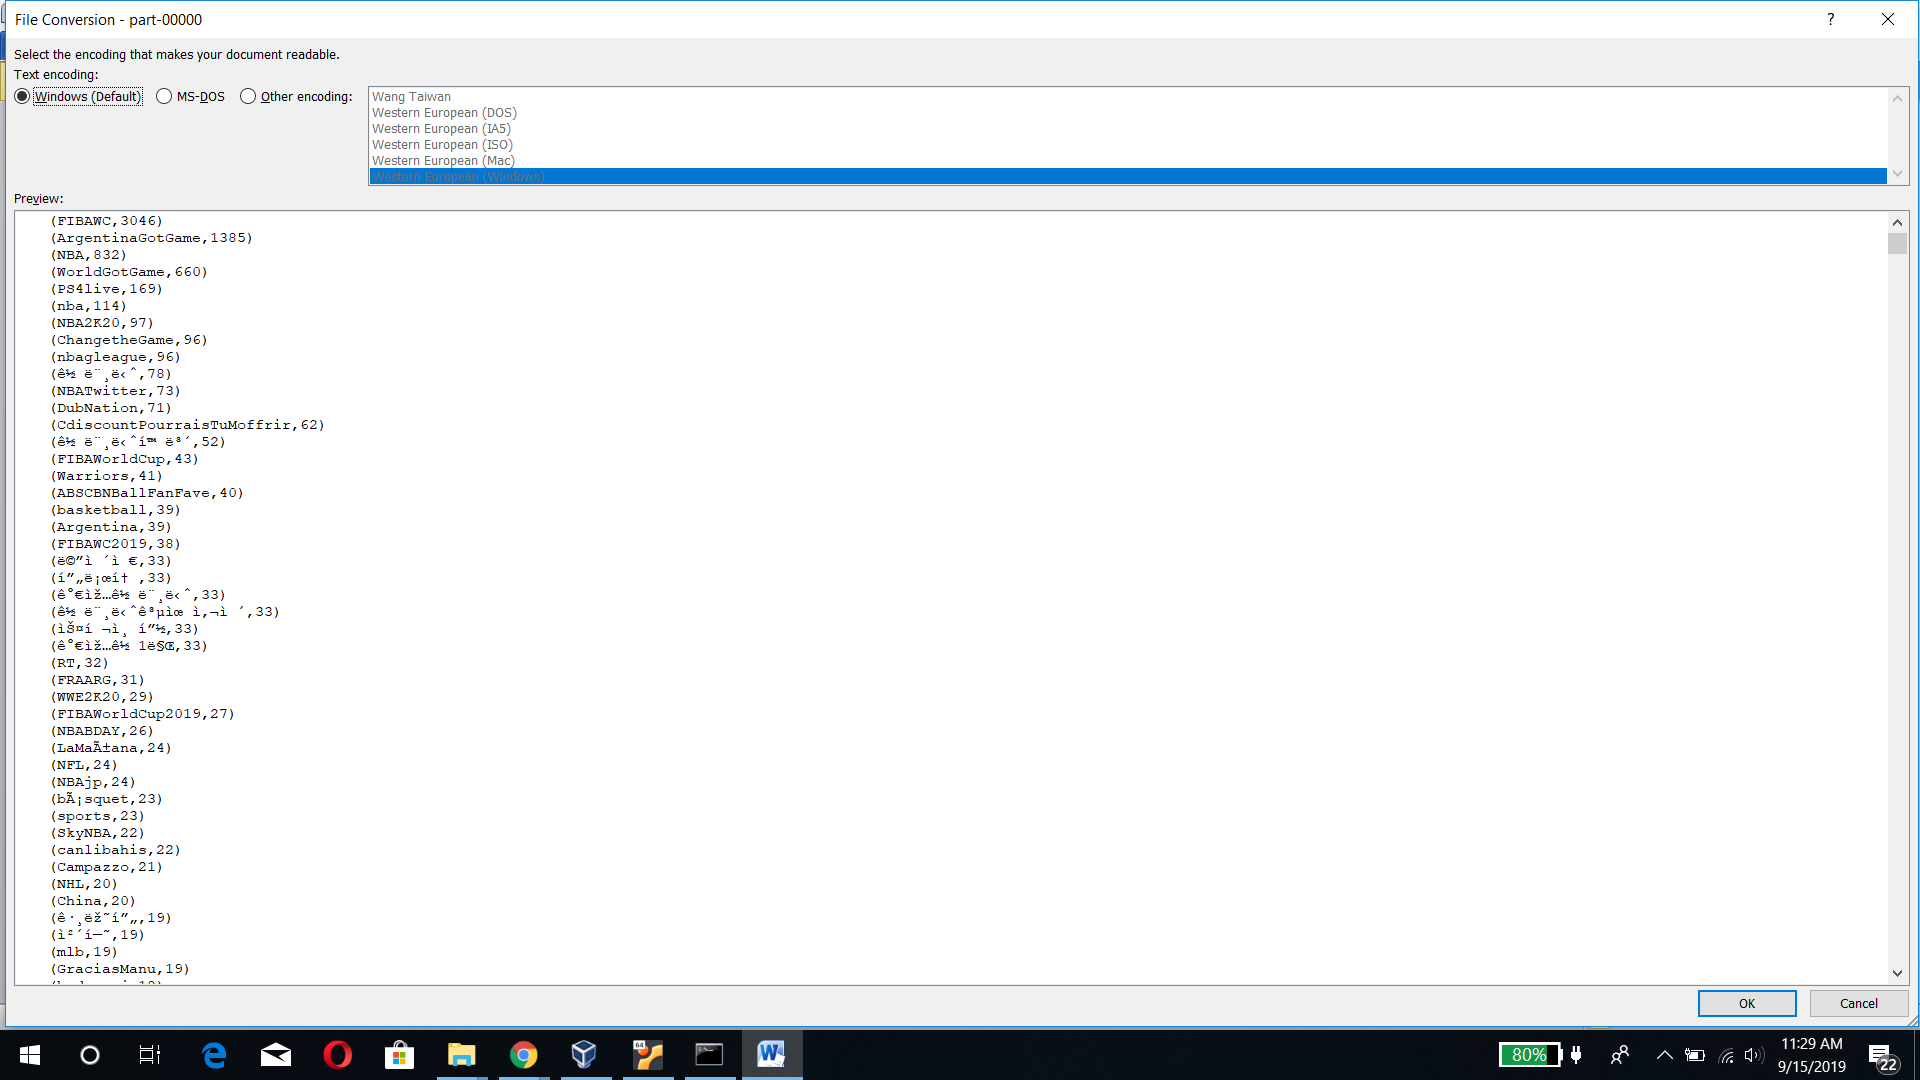 File Conversion - part-00000
Select the encoding that makes your document readable.
Text encoding:
Windows (Default) MS-DOS Other encoding:
Wang Taiwan
Western European (DOS)
Western European (IA5)
Western European (ISO)
Western European (Mac)
Western European (Windows)
Preview:
(FIBAWC,3046)
(ArgentinaGotGame,1385)
(NBA,832)
(WorldGotGame,660)
(PS4live,169)
(nba,114)
(NBA2K20,97)
(ChangetheGame,96)
(nbagleague,96)
(ê½ ë¨¸ë‹ˆ,78)
(NBATwitter,73)
(DubNation,71)
(CdiscountPourraisTuMoffrir,62)
(ê½ ë¨¸ë‹ˆí™ ëª´,52)
(FIBAWorldCup,43)
(Warriors,41)
(ABSCBNBallFanFave,40)
(basketball,39)
(Argentina,39)
(FIBAWC2019,38)
(ë©”ì ´ì €,33)
(í”„ë¡œí† ,33)
(ê°€ìž…ê½ ë¨¸ë‹ˆ,33)
(ê½ ë¨¸ë‹ˆê³µìœ ì‚¬ì ´,33)
(ìŠ¤í ¬ì¸ í”½,33)
(ê°€ìž…ê½ 1ë§Œ,33)
(RT,32)
(FRAARG,31)
(WWE2K20,29)
(FIBAWorldCup2019,27)
(NBABDAY,26)
(LaMaÃ±ana,24)
(NFL,24)
(NBAjp,24)
(bÃ¡squet,23)
(sports,23)
(SkyNBA,22)
(canlibahis,22)
(Campazzo,21)
(NHL,20)
(China,20)
(ê·¸ëž˜í”„,19)
(ì²´í—˜,19)
(mlb,19)
(GraciasManu,19)
OK Cancel
80%
11:29 AM
9/15/2019
22
64